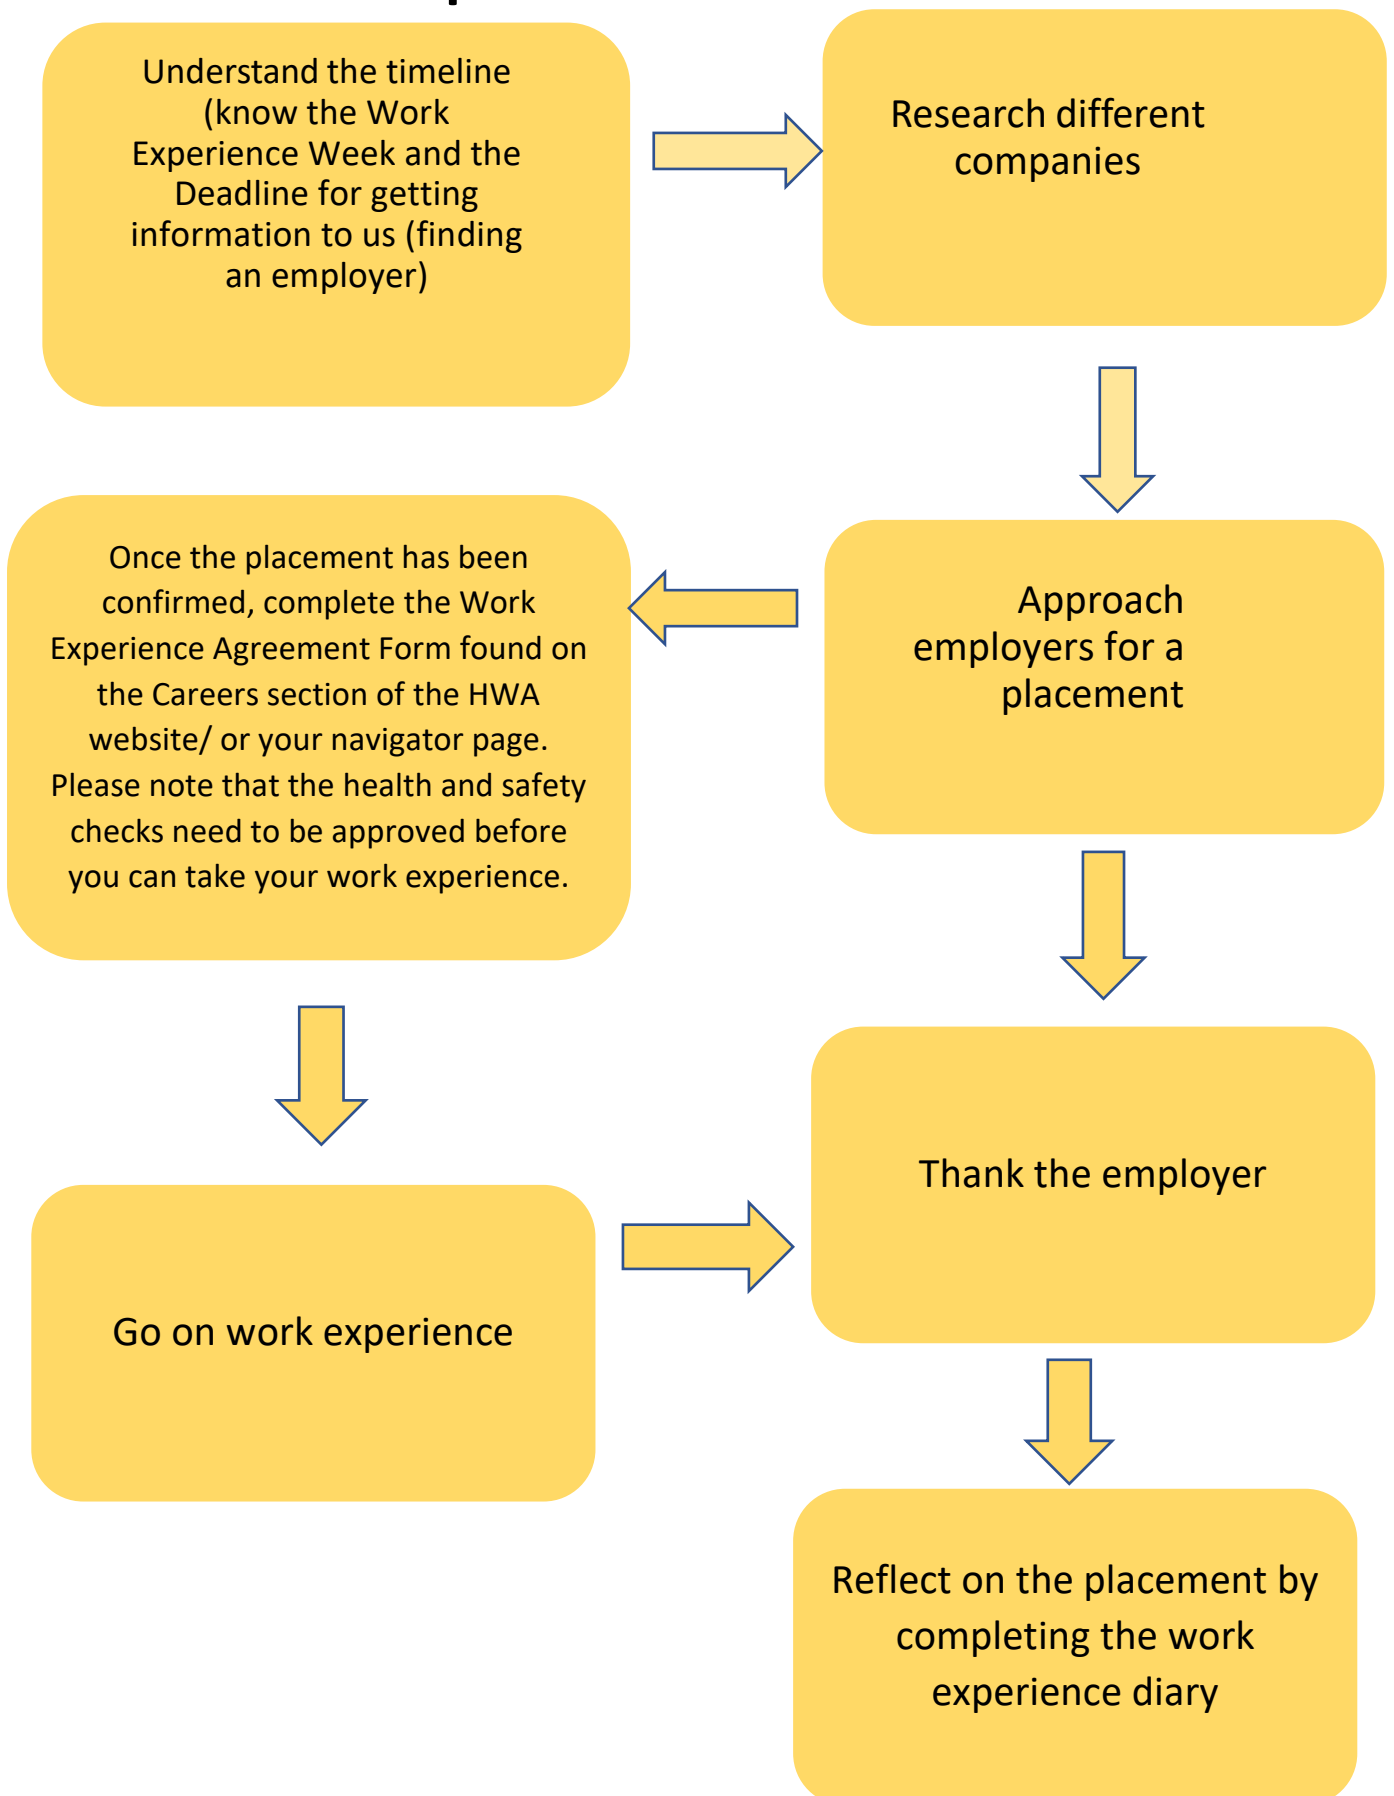 Understand the timeline
(know the Work
Experience Week and the
Deadline for getting
information to us (finding
an employer)
Research different
companies
Approach
employers for a
placement
Once the placement has been
confirmed, complete the Work
Experience Agreement Form found on
the Careers section of the HWA
website/ or your navigator page.
Please note that the health and safety
checks need to be approved before
you can take your work experience.
Go on work experience
Thank the employer
Reflect on the placement by
completing the work
experience diary